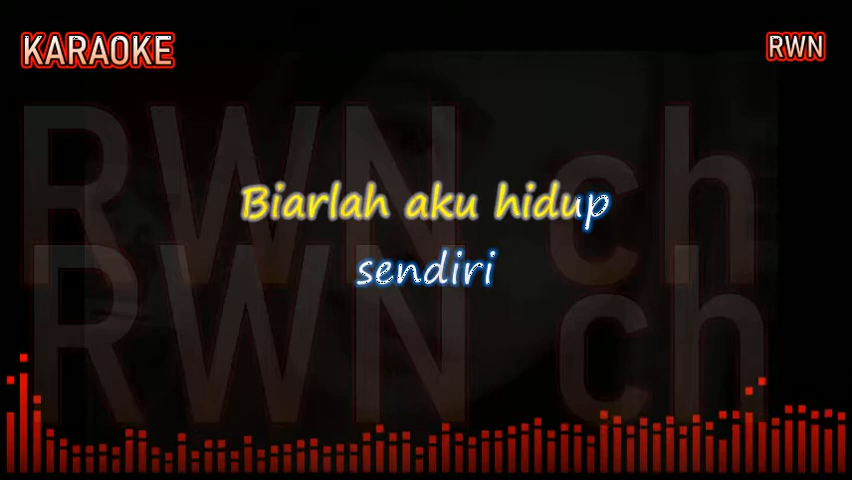 KARAOKE
RWN
RWN ch
Biarlah aku hidup
sendiri
RWN ch